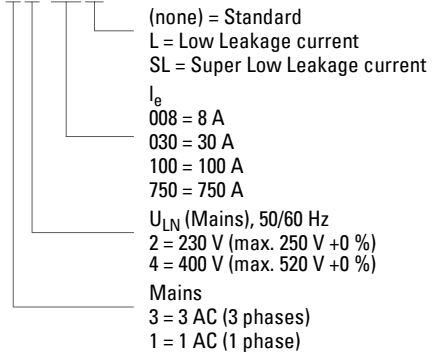 (none) = Standard
L = Low Leakage current
SL = Super Low Leakage current
Ie
008 = 8 A
030 = 30 A
100 = 100 A
750 = 750 A
ULN (Mains), 50/60 Hz
2 = 230 V (max. 250 V +0 %)
4 = 400 V (max. 520 V +0 %)
Mains
3 = 3 AC (3 phases)
1 = 1 AC (1 phase)